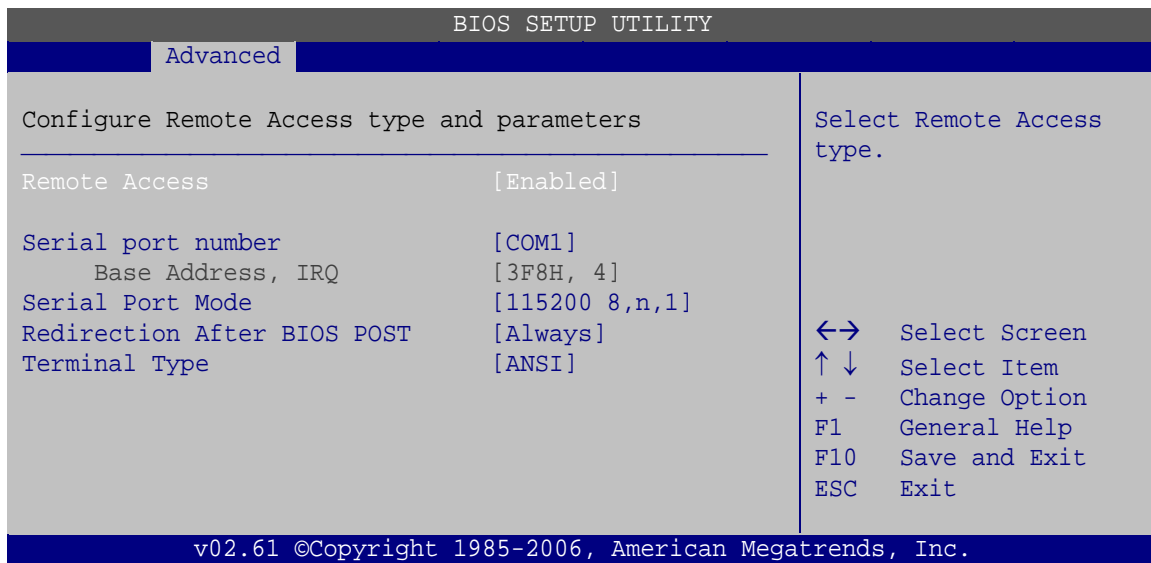 BIOS SETUP UTILITY
Advanced
Configure Remote Access type and parameters
Remote Access [Enabled]
Serial port number [COM1]
Base Address, IRQ [3F8H, 4]
Serial Port Mode [115200 8,n,1]
Redirection After BIOS POST [Always]
Terminal Type [ANSI]
Select Remote Access
type.
←→ Select Screen
↑ ↓ Select Item
+ - Change Option
F1 General Help
F10 Save and Exit
ESC Exit
v02.61 ©Copyright 1985-2006, American Megatrends, Inc.